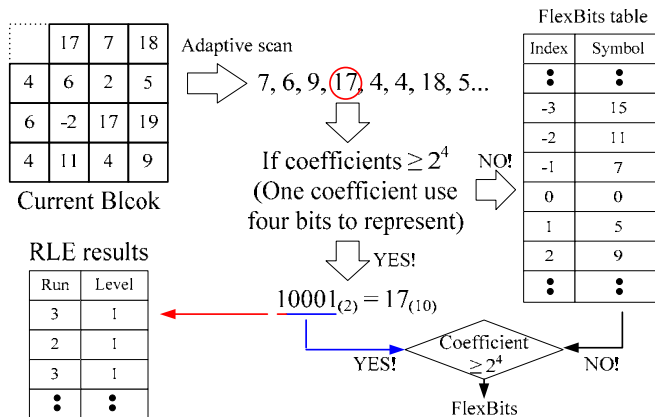 17 7 18
4 6 2 5
6 -2 17 19
4 11 4 9
Current Blcok
Adaptive scan
7, 6, 9, 17, 4, 4, 18, 5...
If coefficients ≥ 2⁴
(One coefficient use
four bits to represent)
NO!
YES!
10001(2) = 17(10)
FlexBits table
Index Symbol
-3 15
-2 11
-1 7
0 0
1 5
2 9
RLE results
Run Level
3 1
2 1
3 1
YES!
Coefficient
≥ 2⁴
NO!
FlexBits